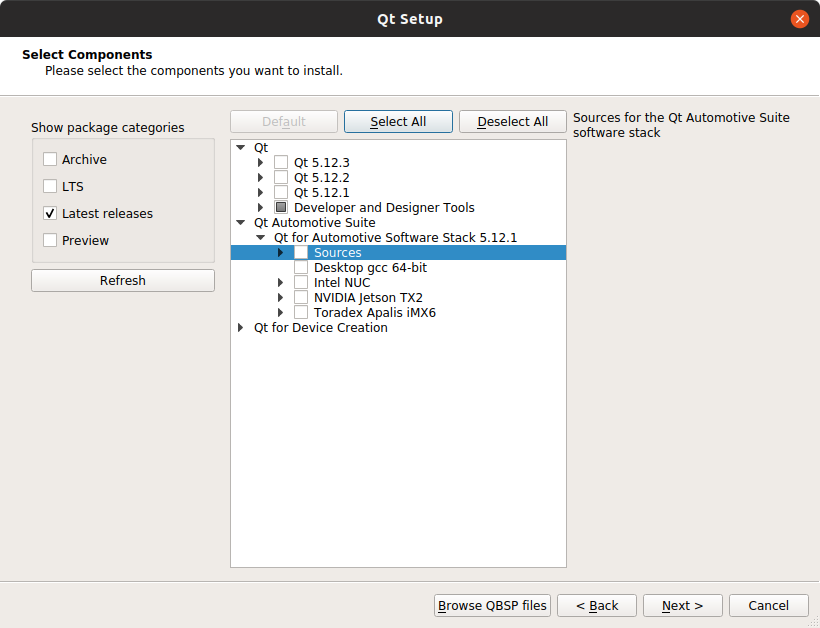 Qt Setup
Select Components
Please select the components you want to install.
Show package categories
Archive
LTS
Latest releases
Preview
Refresh
Default
Select All
Deselect All
Qt
Qt 5.12.3
Qt 5.12.2
Qt 5.12.1
Developer and Designer Tools
Qt Automotive Suite
Qt for Automotive Software Stack 5.12.1
Sources
Desktop gcc 64-bit
Intel NUC
NVIDIA Jetson TX2
Toradex Apalis iMX6
Qt for Device Creation
Sources for the Qt Automotive Suite
software stack
Browse QBSP files
< Back
Next >
Cancel